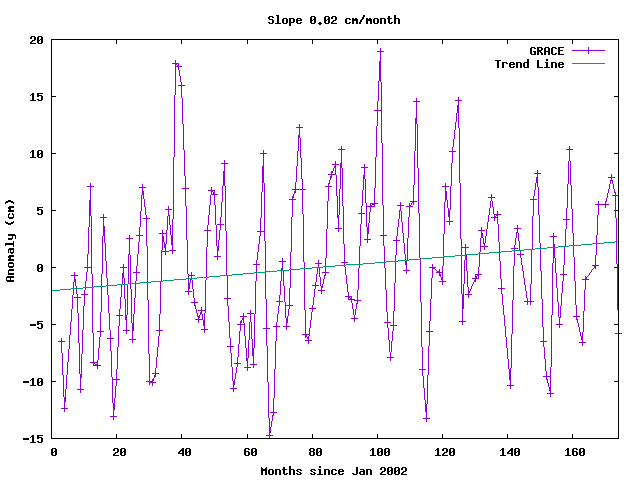 Slope 0.02 cm/month
GRACE
Trend Line
20
15
10
5
0
-5
-10
-15
Anomaly (cm)
0 20 40 60 80 100 120 140 160
Months since Jan 2002